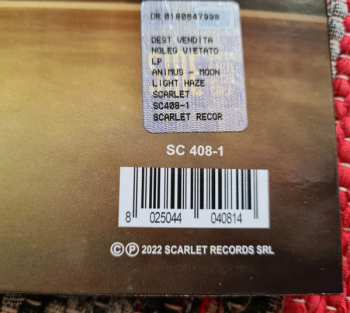 DR 0180847998
DEST VENDITA
NOLEG VIETATO
LP
ANIMUS - MOON
LIGHT HAZE
SCARLET
SC408-1
SCARLET RECOR
SC 408-1
8 025044 040814
©℗ 2022 SCARLET RECORDS SRL